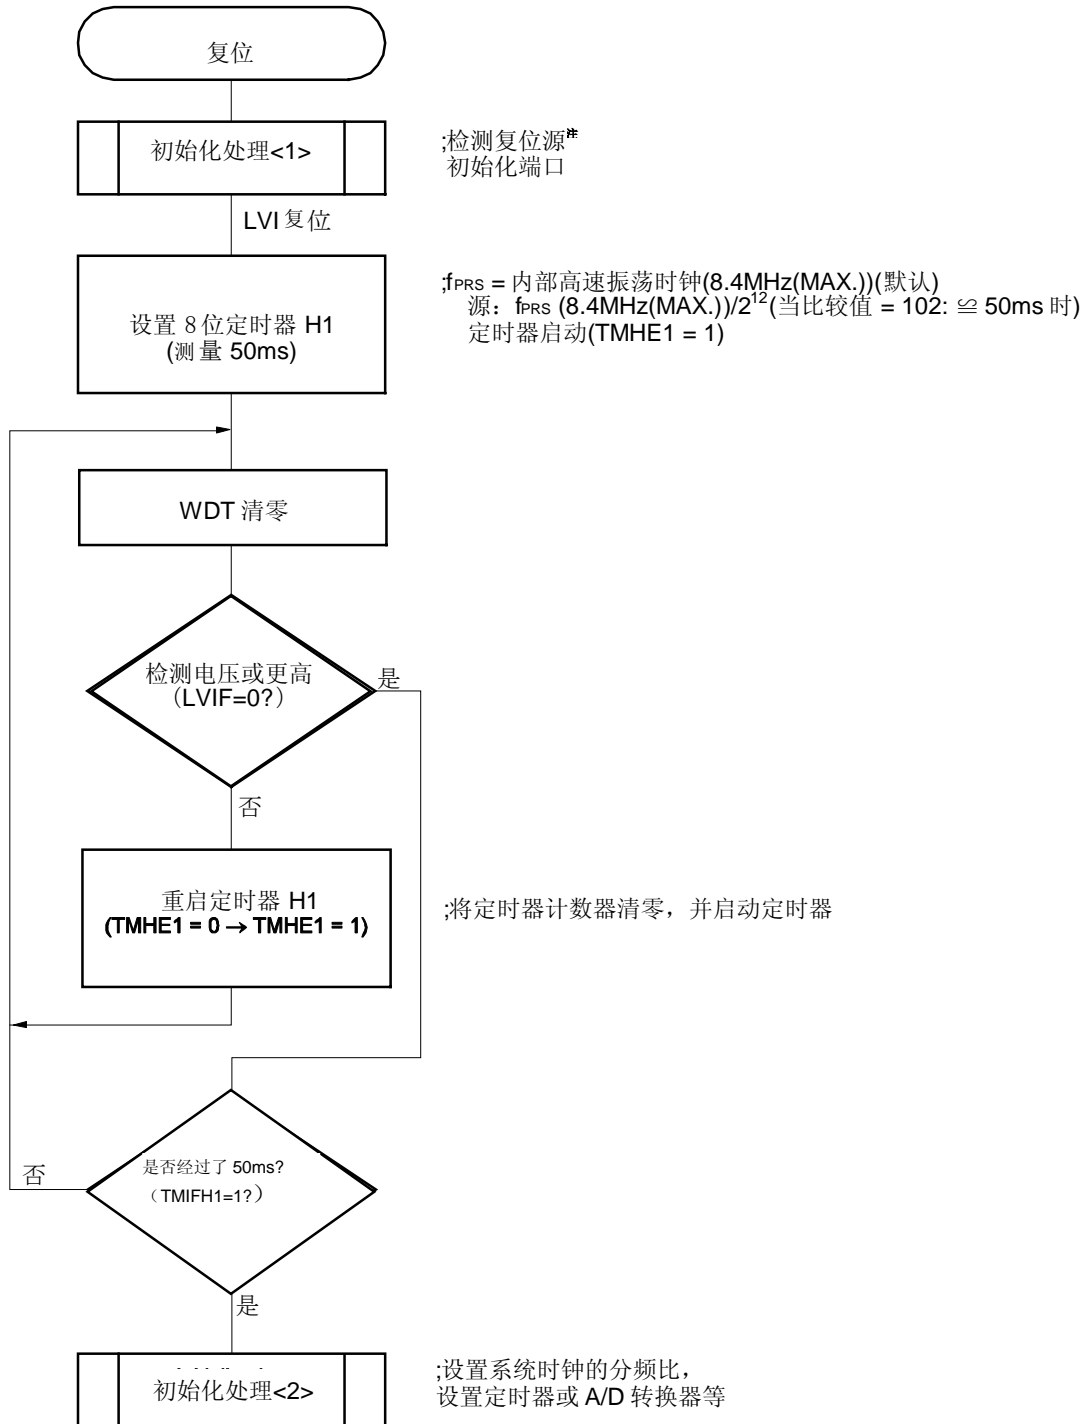 复位
初始化处理<1>
;检测复位源注
初始化端口
LVI 复位
;fPRS = 内部高速振荡时钟(8.4MHz(MAX.))(默认)
源：fPRS (8.4MHz(MAX.))/2^12(当比较值 = 102: ≌ 50ms 时)
定时器启动(TMHE1 = 1)
设置 8 位定时器 H1
(测量 50ms)
WDT 清零
检测电压或更高
（LVIF=0?）
是
否
重启定时器 H1
(TMHE1 = 0 → TMHE1 = 1)
;将定时器计数器清零，并启动定时器
是否经过了 50ms?
（TMIFH1=1?）
否
是
初始化处理<2>
;设置系统时钟的分频比，
设置定时器或 A/D 转换器等